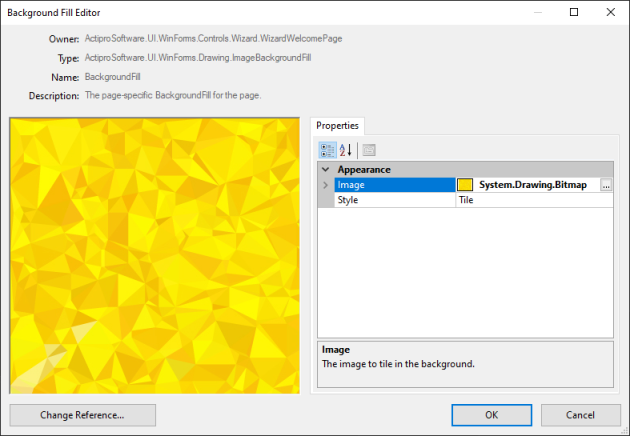 Background Fill Editor
Owner: ActiproSoftware.UI.WinForms.Controls.Wizard.WizardWelcomePage
Type: ActiproSoftware.UI.WinForms.Drawing.ImageBackgroundFill
Name: BackgroundFill
Description: The page-specific BackgroundFill for the page.
Properties
Appearance
Image System.Drawing.Bitmap ...
Style Tile
Image
The image to tile in the background.
Change Reference... OK Cancel